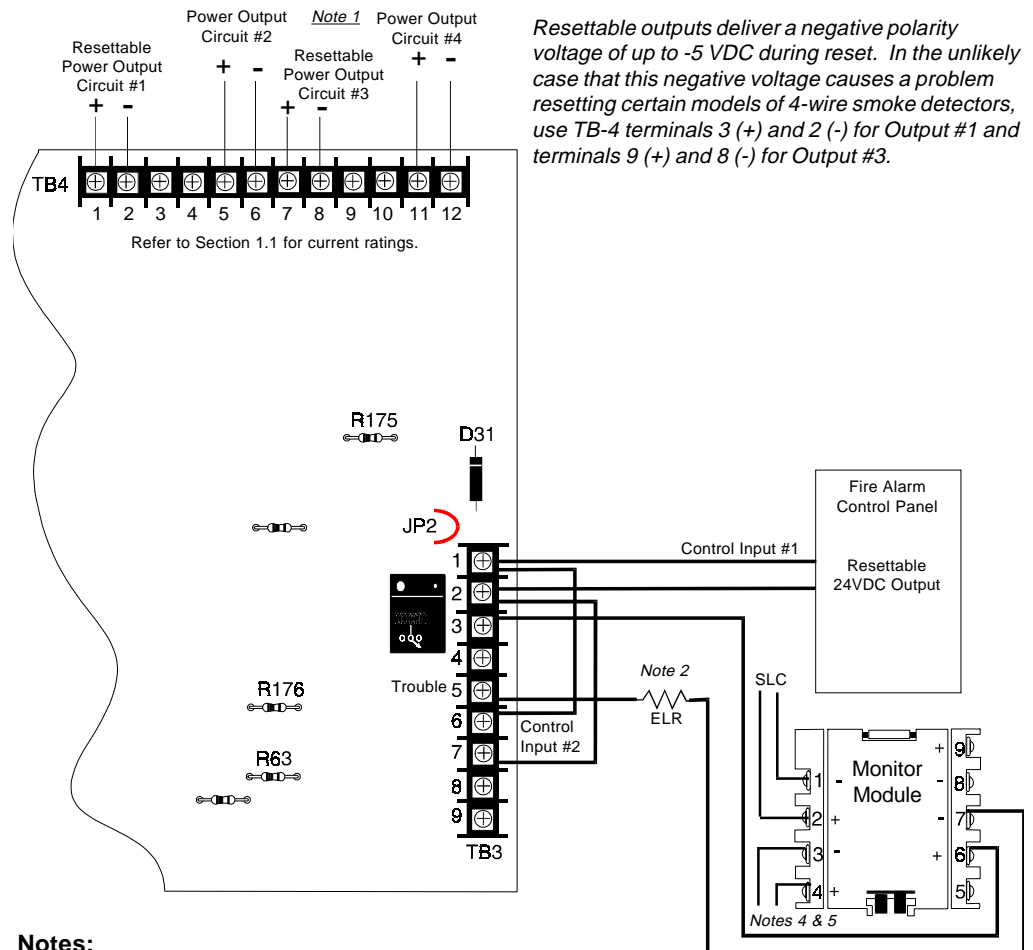 Power Output
Circuit #2
Note 1
Power Output
Circuit #4
Resettable
Power Output
Circuit #1
Resettable
Power Output
Circuit #3
+ -
+ -
+ -
+ -
Resettable outputs deliver a negative polarity
voltage of up to -5 VDC during reset. In the unlikely
case that this negative voltage causes a problem
resetting certain models of 4-wire smoke detectors,
use TB-4 terminals 3 (+) and 2 (-) for Output #1 and
terminals 9 (+) and 8 (-) for Output #3.
TB4
1 2 3 4 5 6 7 8 9 10 11 12
Refer to Section 1.1 for current ratings.
R175
D31
JP2
1
2
3
4
Trouble 5
6
7
8
9
TB3
R176
R63
Control Input #1
Control
Input #2
Fire Alarm
Control Panel
Resettable
24VDC Output
Note 2
ELR
SLC
Monitor
Module
1 -
2 +
3 -
4 +
+ 9
- 8
- 7
+ 6
5
Notes 4 & 5
Notes: